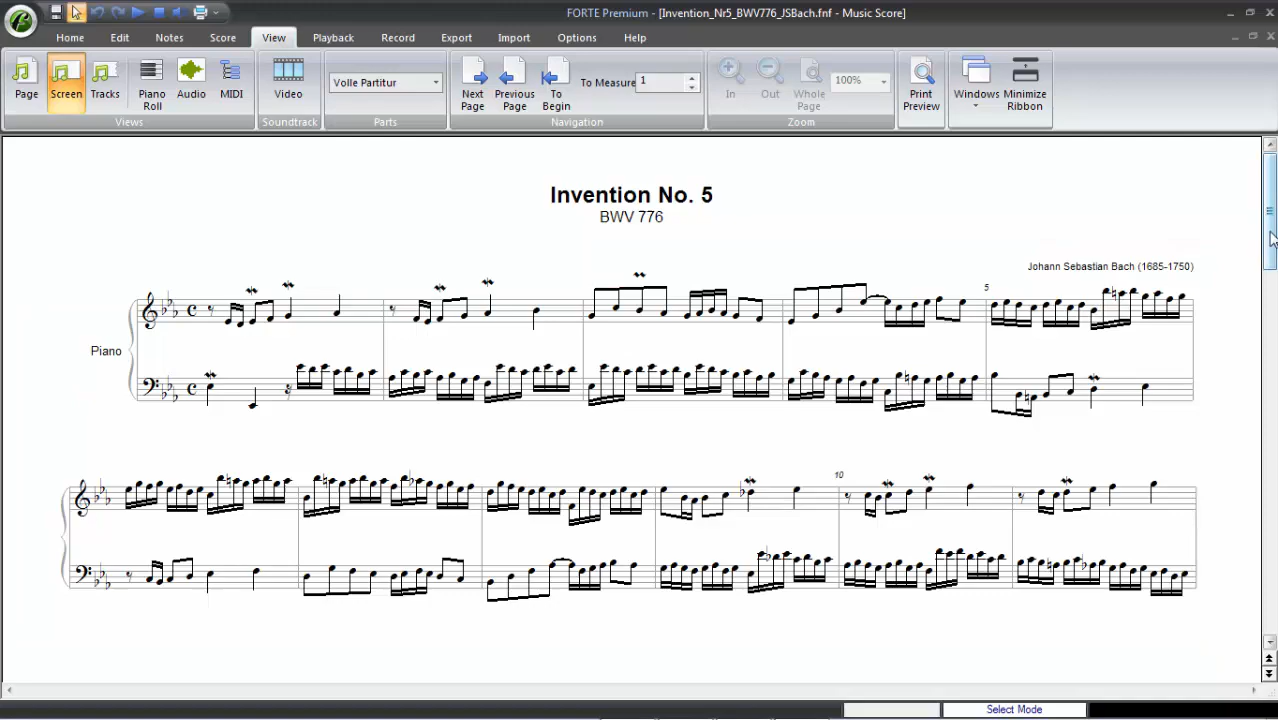 FORTE Premium - [Invention_Nr5_BWV776_JSBach.fnf - Music Score]
Home Edit Notes Score View Playback Record Export Import Options Help
Page Screen Tracks Piano Roll Audio MIDI Video Volle Partitur Next Page Previous Page To Begin To Measure 1 In Out Whole Page 100% Print Preview Windows Minimize Ribbon
Views Soundtrack Parts Navigation Zoom
Invention No. 5
BWV 776
Johann Sebastian Bach (1685-1750)
5
Piano
10
Select Mode